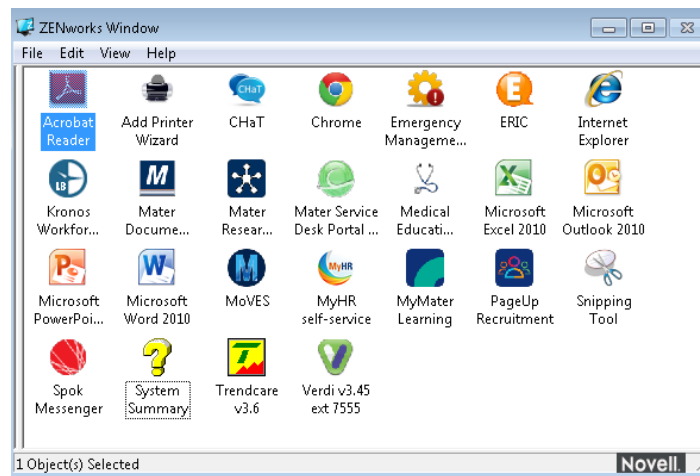 ZENworks Window
File Edit View Help
CHaT
LB
M
MyHR
Acrobat Add Printer CHaT Chrome Emergency ERIC Internet
Reader Wizard Manageme... Explorer
Kronos Mater Mater Mater Service Medical Microsoft Microsoft
Workfor... Docume... Resear... Desk Portal ... Educati... Excel 2010 Outlook 2010
Microsoft Microsoft MoVES MyHR MyMater PageUp Snipping
PowerPoi... Word 2010 self-service Learning Recruitment Tool
Spok System Trendcare Verdi v3.45
Messenger Summary v3.6 ext 7555
1 Object(s) Selected
Novell.